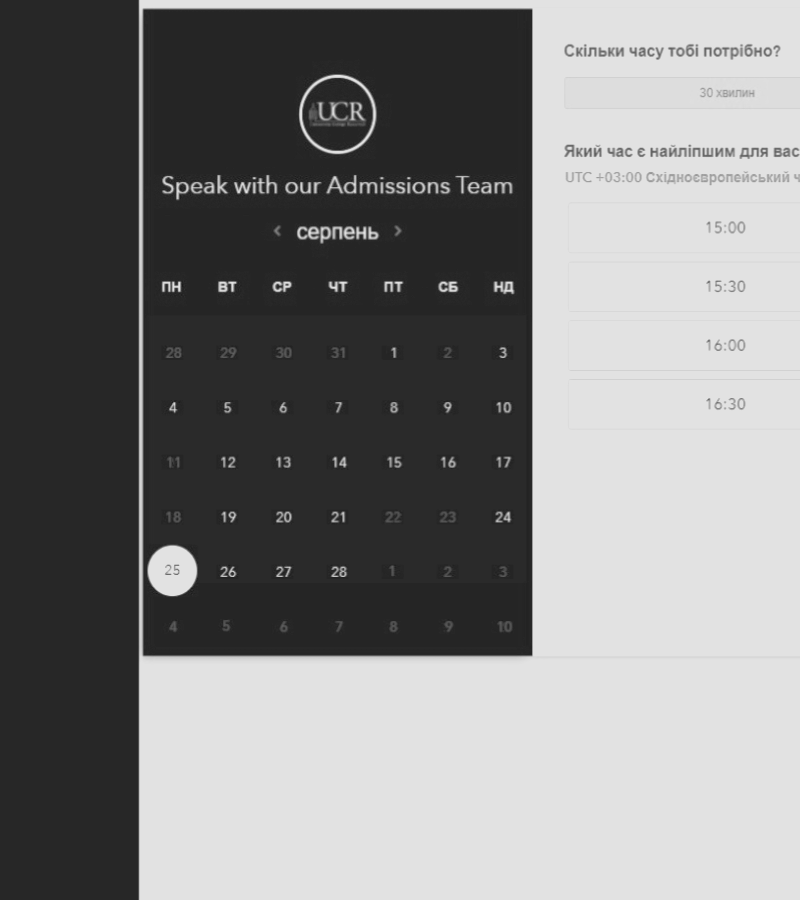 UCR
Speak with our Admissions Team
серпень
ПН ВТ СР ЧТ ПТ СБ НД
28 29 30 31 1 2 3
4 5 6 7 8 9 10
11 12 13 14 15 16 17
18 19 20 21 22 23 24
25 26 27 28 1 2 3
4 5 6 7 8 9 10
Скільки часу тобі потрібно?
30 хвилин
Який час є найліпшим для вас
UTC +03:00 Східноєвропейський ч
15:00
15:30
16:00
16:30